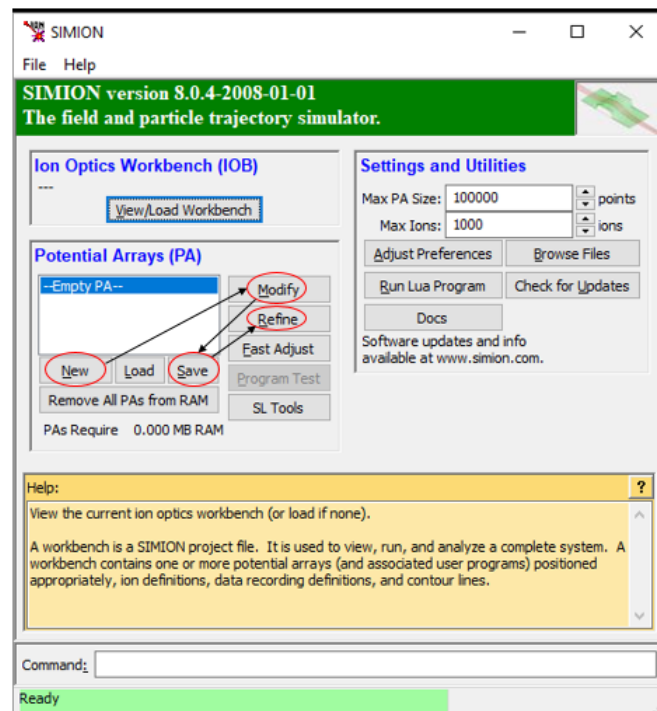 SIMION
File Help
SIMION version 8.0.4-2008-01-01
The field and particle trajectory simulator.
Ion Optics Workbench (IOB)
---
View/Load Workbench
Potential Arrays (PA)
--Empty PA--
Modify
Refine
Fast Adjust
New Load Save
Program Test
Remove All PAs from RAM
SL Tools
PAs Require 0.000 MB RAM
Settings and Utilities
Max PA Size: 100000 points
Max Ions: 1000 ions
Adjust Preferences Browse Files
Run Lua Program Check for Updates
Docs
Software updates and info
available at www.simion.com.
Help: ?
View the current ion optics workbench (or load if none).
A workbench is a SIMION project file. It is used to view, run, and analyze a complete system. A
workbench contains one or more potential arrays (and associated user programs) positioned
appropriately, ion definitions, data recording definitions, and contour lines.
Command:
Ready